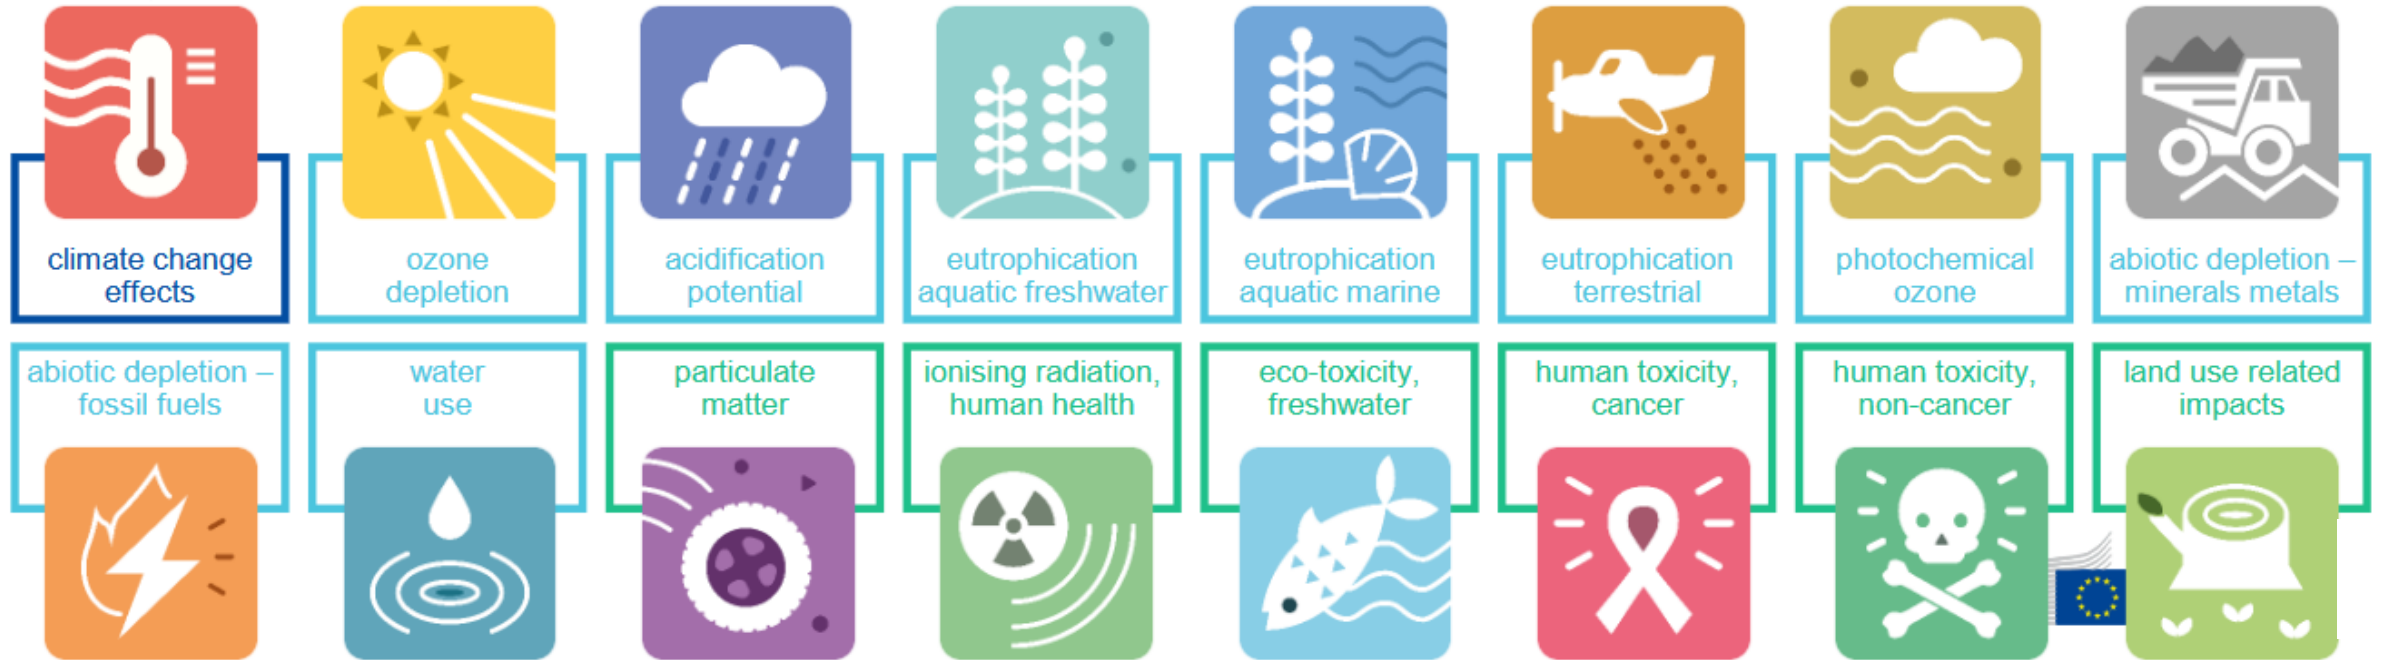 climate change
effects
ozone
depletion
acidification
potential
eutrophication
aquatic freshwater
eutrophication
aquatic marine
eutrophication
terrestrial
photochemical
ozone
abiotic depletion –
minerals metals
abiotic depletion –
fossil fuels
water
use
particulate
matter
ionising radiation,
human health
eco-toxicity,
freshwater
human toxicity,
cancer
human toxicity,
non-cancer
land use related
impacts